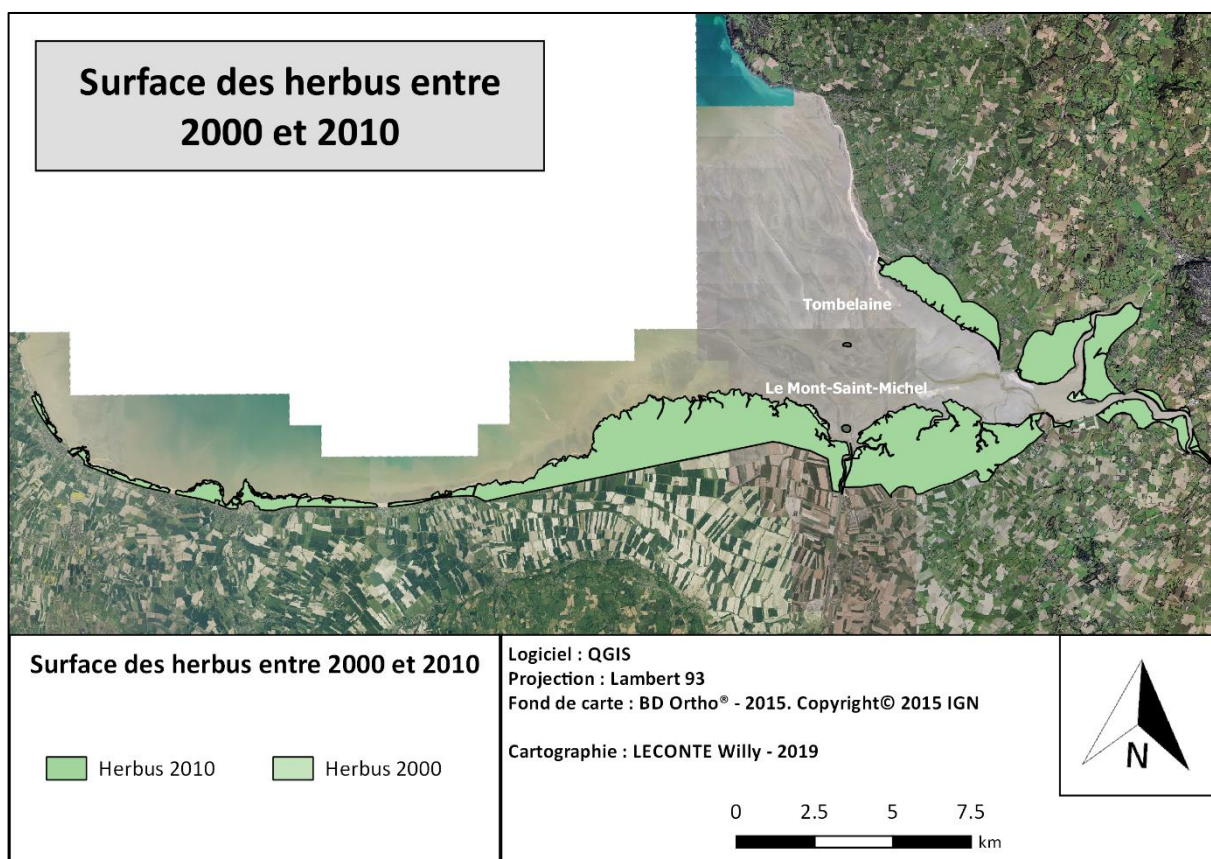 Surface des herbus entre
2000 et 2010
Tombelaine
Le Mont-Saint-Michel
Surface des herbus entre 2000 et 2010
Herbus 2010
Herbus 2000
Logiciel : QGIS
Projection : Lambert 93
Fond de carte : BD Ortho® - 2015. Copyright© 2015 IGN
Cartographie : LECONTE Willy - 2019
N
0 2.5 5 7.5
km